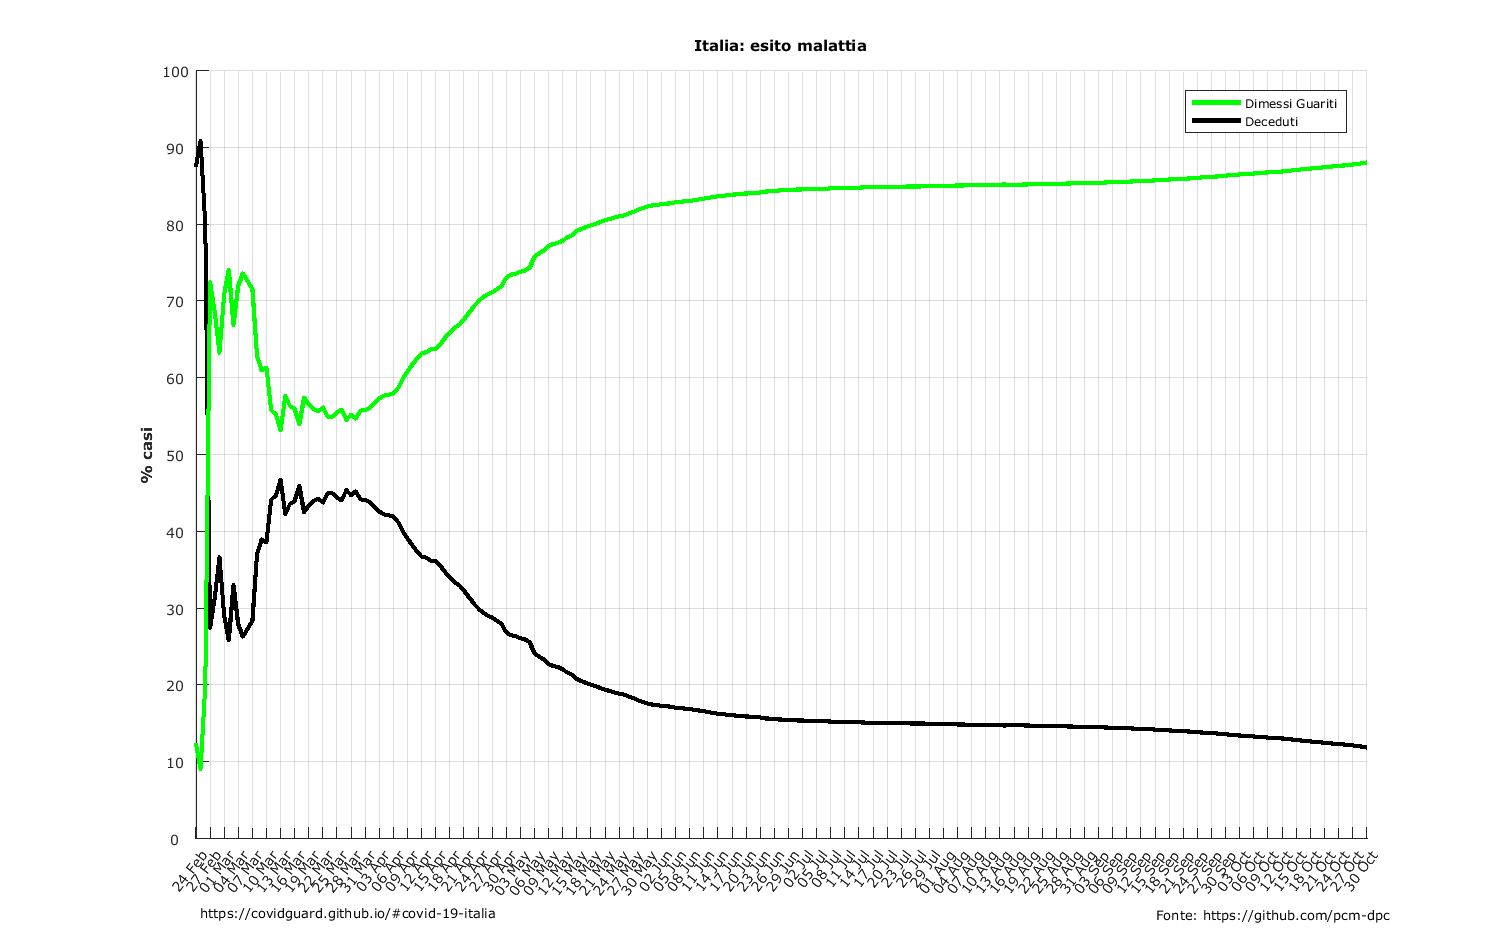 Italia: esito malattia
100
90
80
70
60
50
40
30
20
10
0
% casi
Dimessi Guariti
Deceduti
24 Feb
27 Feb
01 Mar
04 Mar
07 Mar
10 Mar
13 Mar
16 Mar
19 Mar
22 Mar
25 Mar
28 Mar
31 Mar
03 Apr
06 Apr
09 Apr
12 Apr
15 Apr
18 Apr
21 Apr
24 Apr
27 Apr
30 Apr
03 May
06 May
09 May
12 May
15 May
18 May
21 May
24 May
27 May
30 May
02 Jun
05 Jun
08 Jun
11 Jun
14 Jun
17 Jun
20 Jun
23 Jun
26 Jun
29 Jun
02 Jul
05 Jul
08 Jul
11 Jul
14 Jul
17 Jul
20 Jul
23 Jul
26 Jul
29 Jul
01 Aug
04 Aug
07 Aug
10 Aug
13 Aug
16 Aug
19 Aug
22 Aug
25 Aug
28 Aug
31 Aug
03 Sep
06 Sep
09 Sep
12 Sep
15 Sep
18 Sep
21 Sep
24 Sep
27 Sep
30 Sep
03 Oct
06 Oct
09 Oct
12 Oct
15 Oct
18 Oct
21 Oct
24 Oct
27 Oct
30 Oct
https://covidguard.github.io/#covid-19-italia
Fonte: https://github.com/pcm-dpc